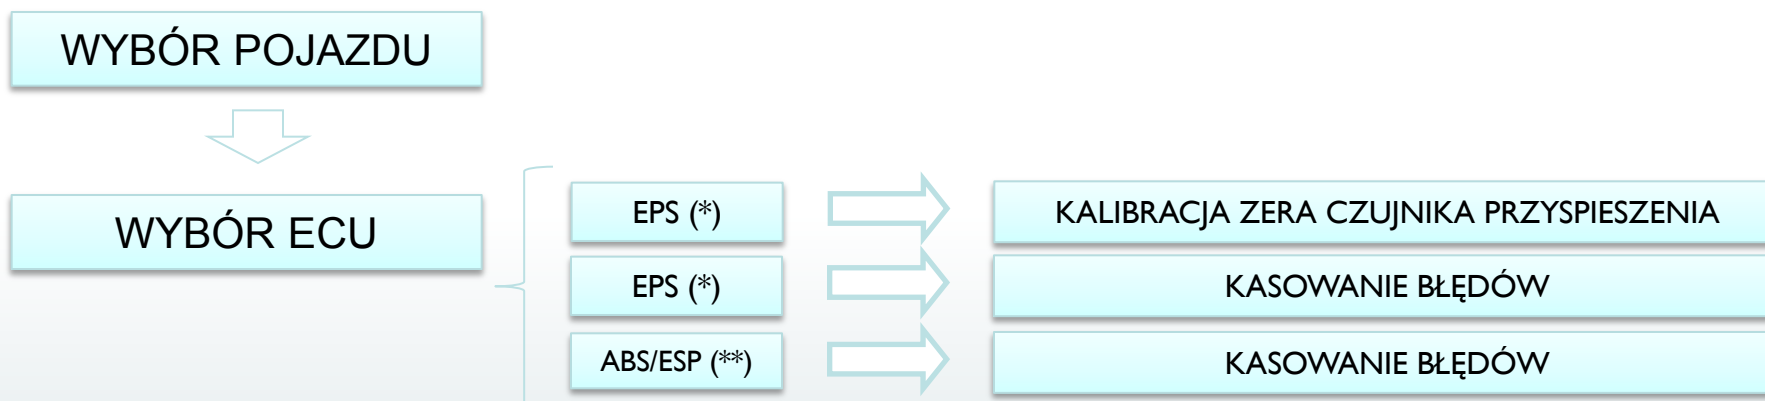 WYBÓR POJAZDU
WYBÓR ECU
EPS (*)
KALIBRACJA ZERA CZUJNIKA PRZYSPIESZENIA
EPS (*)
KASOWANIE BŁĘDÓW
ABS/ESP (**)
KASOWANIE BŁĘDÓW